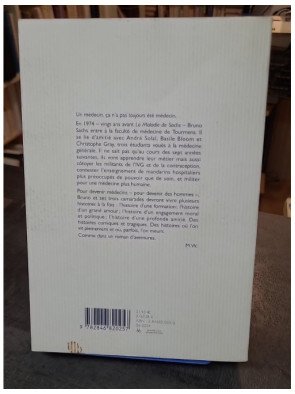 Un médecin, ça n'a pas toujours été médecin...
En 1974 – vingt ans avant La Maladie de Sachs – Bruno
Sachs entre à la faculté de médecine de Tourmens. Il
se lie d'amitié avec André Solal, Basile Bloom et
Christophe Gray, trois étudiants voués à la médecine
générale. Il ne sait pas qu'au cours des sept années
suivantes, ils vont apprendre leur métier mais aussi
côtoyer les militants de l'IVG et de la contraception,
contester l'enseignement de mandarins hospitaliers
plus préoccupés de pouvoir que de soin, et militer
pour une médecine plus humaine.
Pour devenir médecins – pour devenir des hommes –
Bruno et ses trois camarades devront vivre plusieurs
histoires à la fois : l'histoire d'une formation; l'histoire
d'un grand amour; l'histoire d'un engagement moral
et politique; l'histoire d'une profonde amitié. Des
histoires comiques et tragiques. Des histoires où l'on
vit pleinement et où, parfois, l'on meurt.
Comme dans un roman d'aventures.
M.W.
9 782846 820257